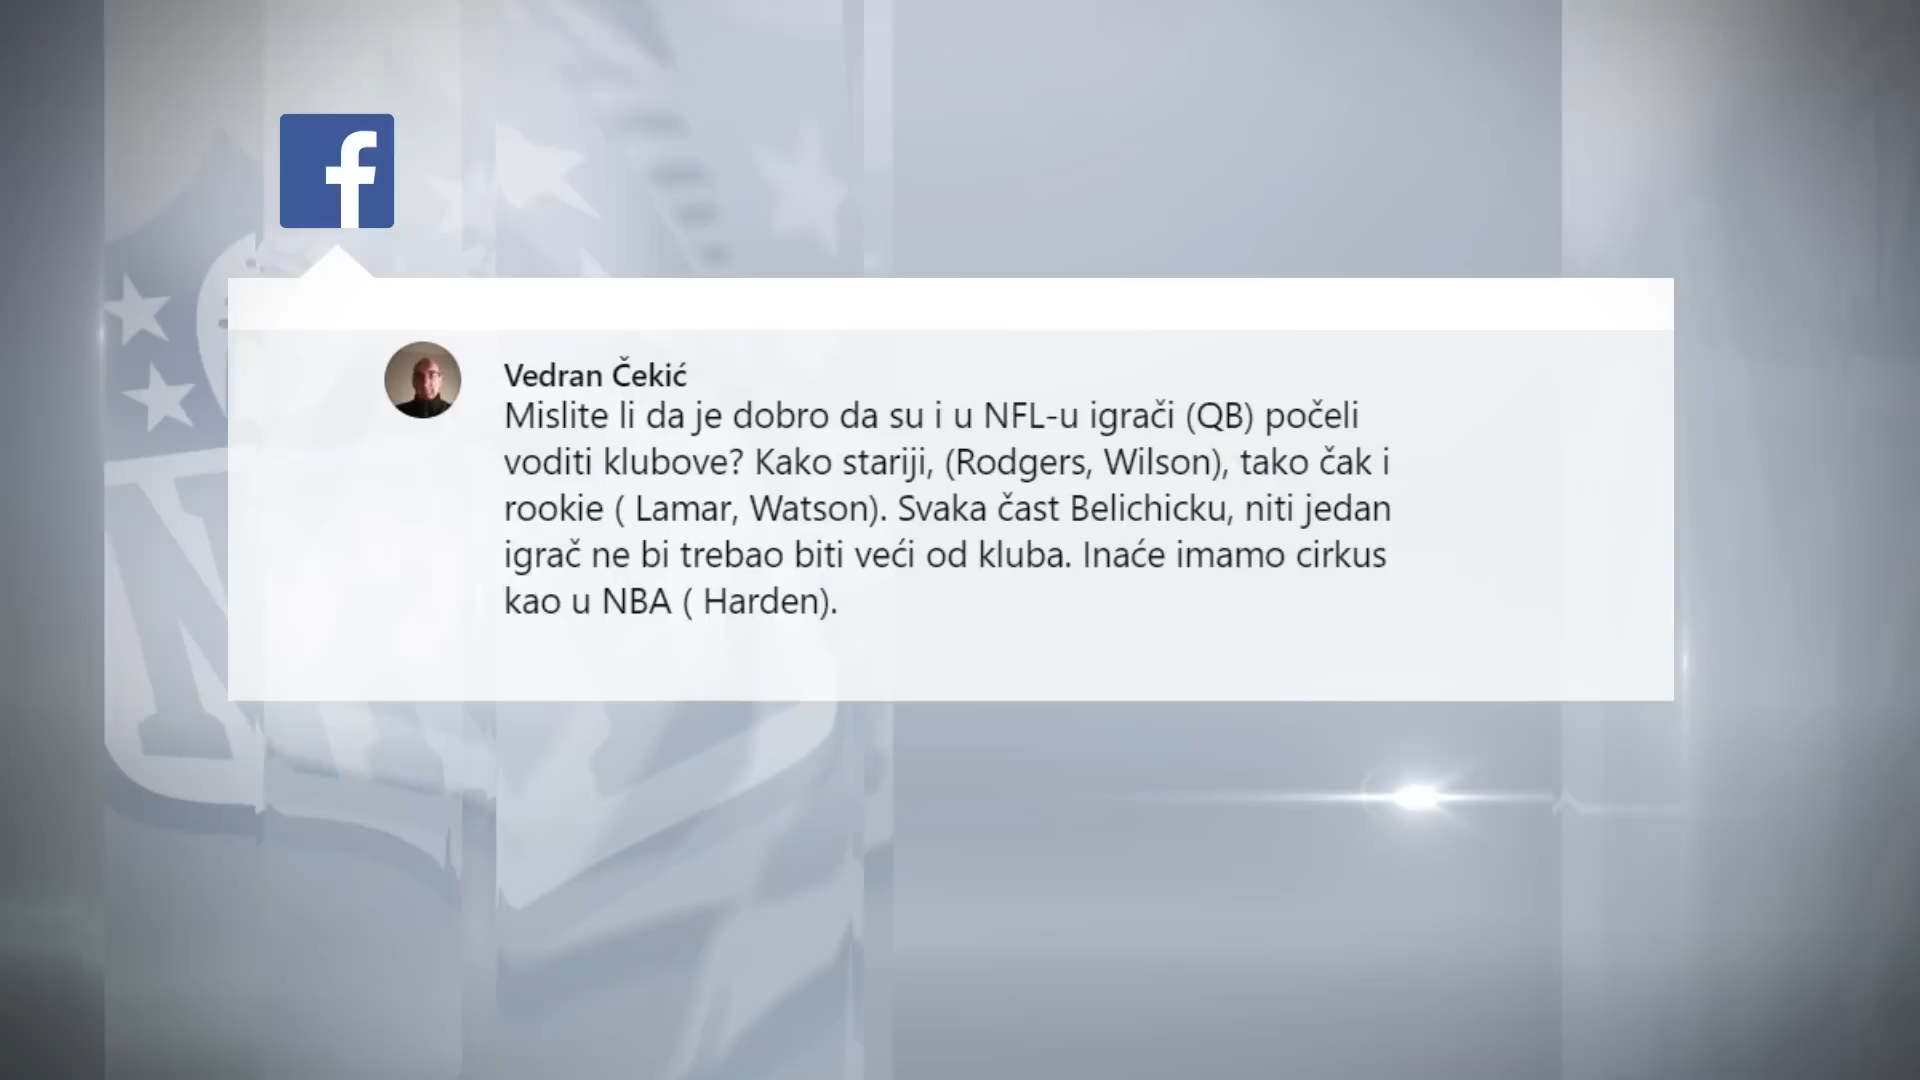 f
Vedran Čekić
Mislite li da je dobro da su i u NFL-u igrači (QB) počeli
voditi klubove? Kako stariji, (Rodgers, Wilson), tako čak i
rookie ( Lamar, Watson). Svaka čast Belichicku, niti jedan
igrač ne bi trebao biti veći od kluba. Inaće imamo cirkus
kao u NBA ( Harden).